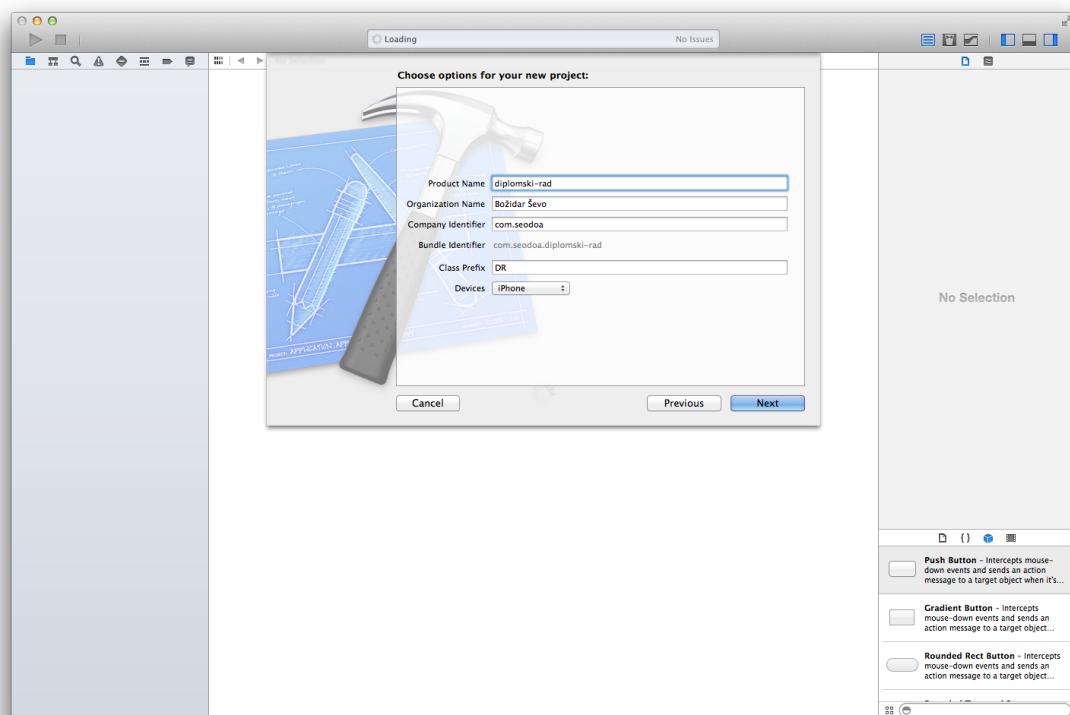 Loading
No Issues
Choose options for your new project:
Product Name diplomski-rad
Organization Name Božidar Ševo
Company Identifier com.seodoa
Bundle Identifier com.seodoa.diplomski-rad
Class Prefix DR
Devices iPhone
Cancel
Previous
Next
No Selection
Push Button - Intercepts mouse-
down events and sends an action
message to a target object when it's...
Gradient Button - Intercepts
mouse-down events and sends an
action message to a target object...
Rounded Rect Button - Intercepts
mouse-down events and sends an
action message to a target object...